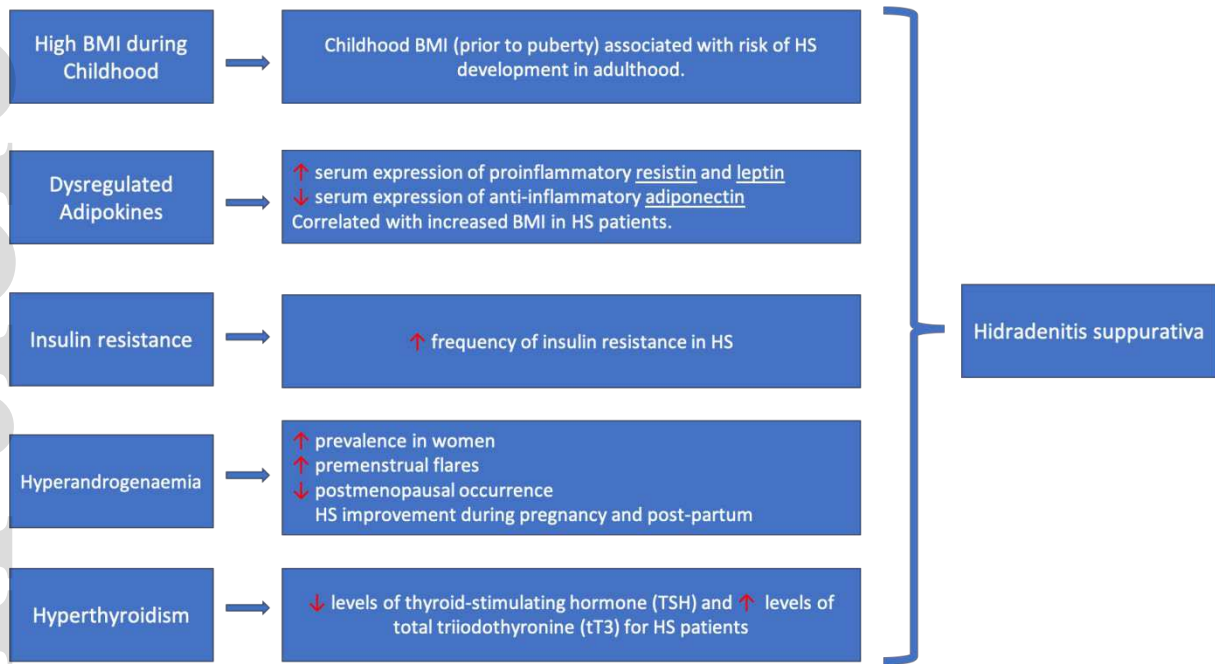 High BMI during
Childhood
Childhood BMI (prior to puberty) associated with risk of HS
development in adulthood.
Dysregulated
Adipokines
↑ serum expression of proinflammatory resistin and leptin
↓ serum expression of anti-inflammatory adiponectin
Correlated with increased BMI in HS patients.
Insulin resistance
↑ frequency of insulin resistance in HS
Hyperandrogenaemia
↑ prevalence in women
↑ premenstrual flares
↓ postmenopausal occurrence
HS improvement during pregnancy and post-partum
Hyperthyroidism
↓ levels of thyroid-stimulating hormone (TSH) and ↑ levels of
total triiodothyronine (tT3) for HS patients
Hidradenitis suppurativa